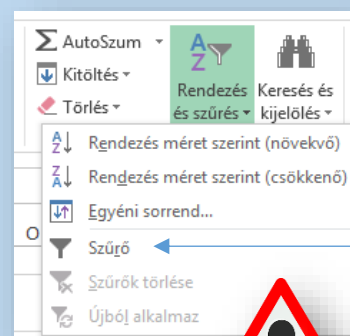 AutoSzum
Kitöltés
Törlés
Rendezés
és szűrés
Keresés és
kijelölés
Rendezés méret szerint (növekvő)
Rendezés méret szerint (csökkenő)
Egyéni sorrend...
O
Szűrő
Szűrők törlése
Újból alkalmaz